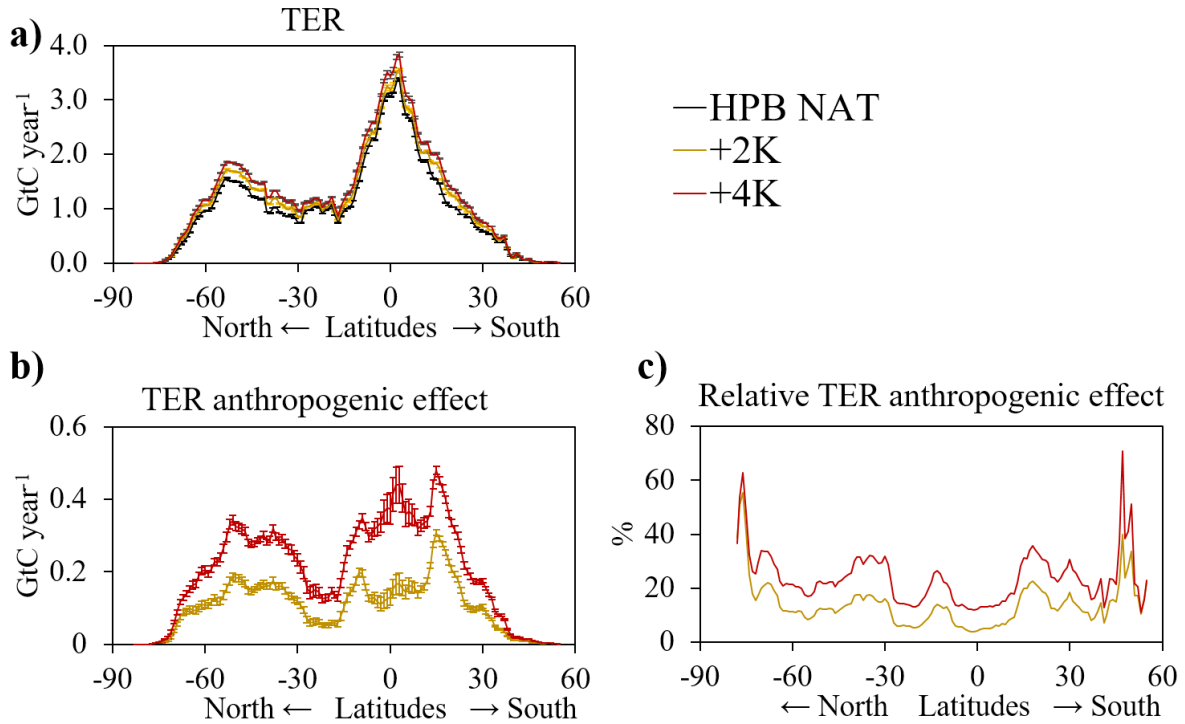 a)
TER
4.0
3.0
2.0
1.0
0.0
GtC year-1
-90 -60 -30 0 30 60
North ← Latitudes → South
HPB NAT
+2K
+4K
b)
TER anthropogenic effect
0.6
0.4
0.2
0
GtC year-1
-90 -60 -30 0 30 60
North ← Latitudes → South
c)
Relative TER anthropogenic effect
80
60
40
20
0
%
-90 -60 -30 0 30 60
← North Latitudes → South